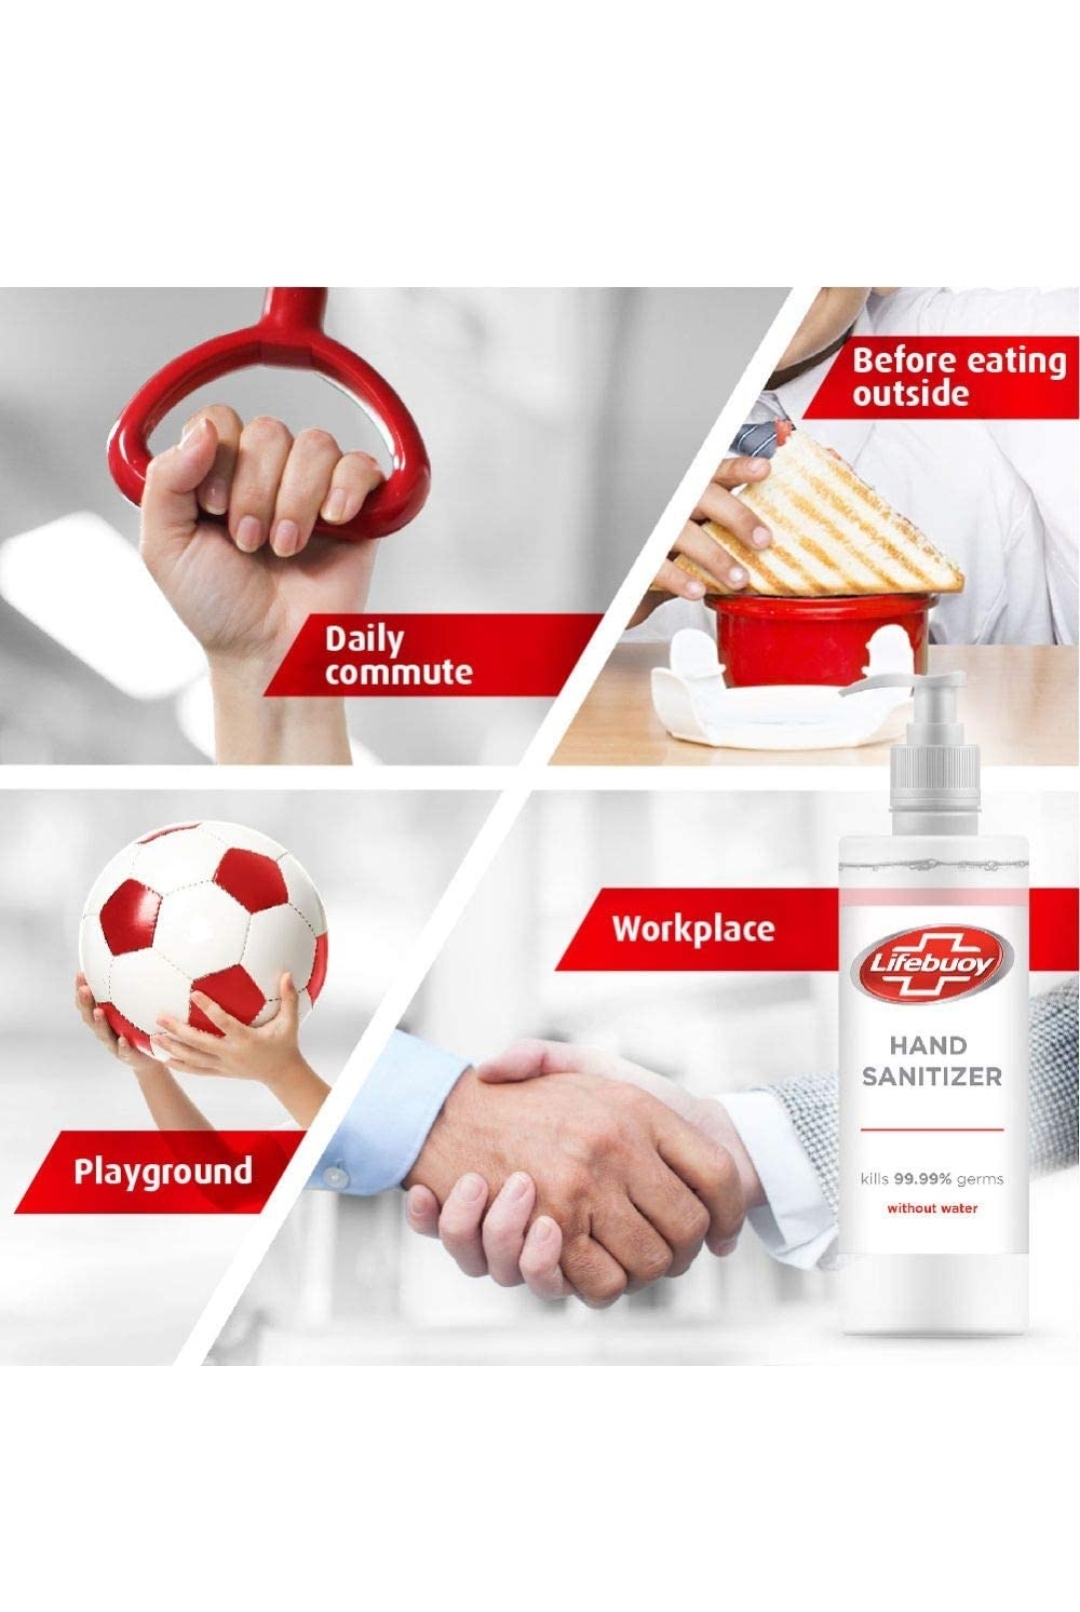 Before eating
outside
Daily
commute
Workplace
Lifebuoy
HAND
SANITIZER
kills 99.99% germs
without water
Playground